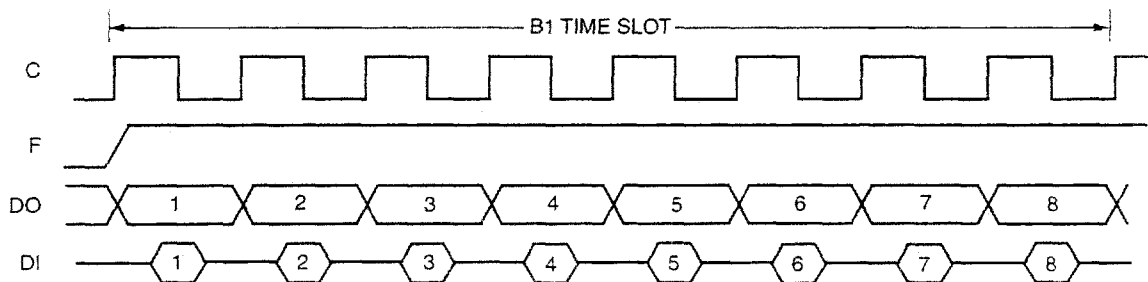 B1 TIME SLOT
C
F
DO 1 2 3 4 5 6 7 8
DI 1 2 3 4 5 6 7 8